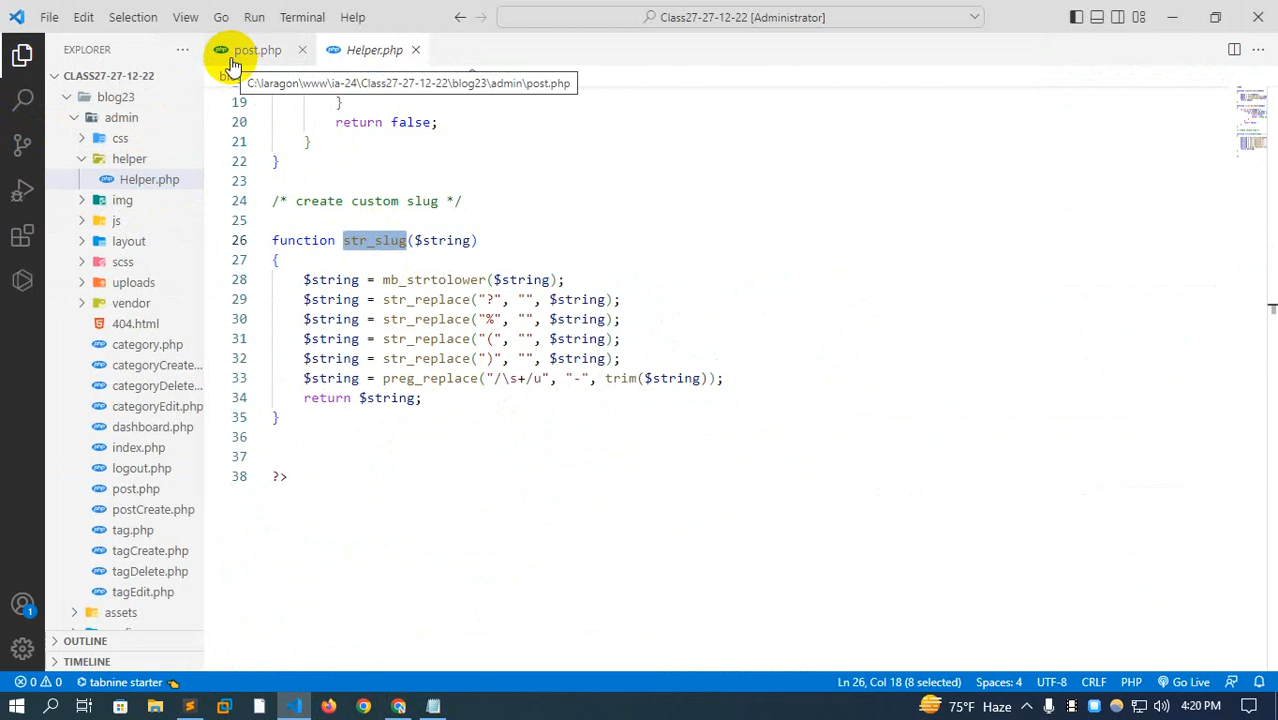 File Edit Selection View Go Run Terminal Help
Class27-27-12-22 [Administrator]
EXPLORER
post.php
Helper.php
C:\laragon\www\ia-24\Class27-27-12-22\blog23\admin\post.php
CLASS27-27-12-22
blog23
admin
css
helper
Helper.php
img
js
layout
scss
uploads
vendor
404.html
category.php
categoryCreate...
categoryDelete...
categoryEdit.php
dashboard.php
index.php
logout.php
post.php
postCreate.php
tag.php
tagCreate.php
tagDelete.php
tagEdit.php
assets
OUTLINE
TIMELINE
19 }
20 return false;
21 }
22 }
23
24 /* create custom slug */
25
26 function str_slug($string)
27 {
28 $string = mb_strtolower($string);
29 $string = str_replace("?", "", $string);
30 $string = str_replace("%", "", $string);
31 $string = str_replace("(", "", $string);
32 $string = str_replace(")", "", $string);
33 $string = preg_replace("/\s+/u", "-", trim($string));
34 return $string;
35 }
36
37
38 ?>
1
0 0 tabnine starter
Ln 26, Col 18 (8 selected) Spaces: 4 UTF-8 CRLF PHP Go Live
75°F Haze
4:20 PM